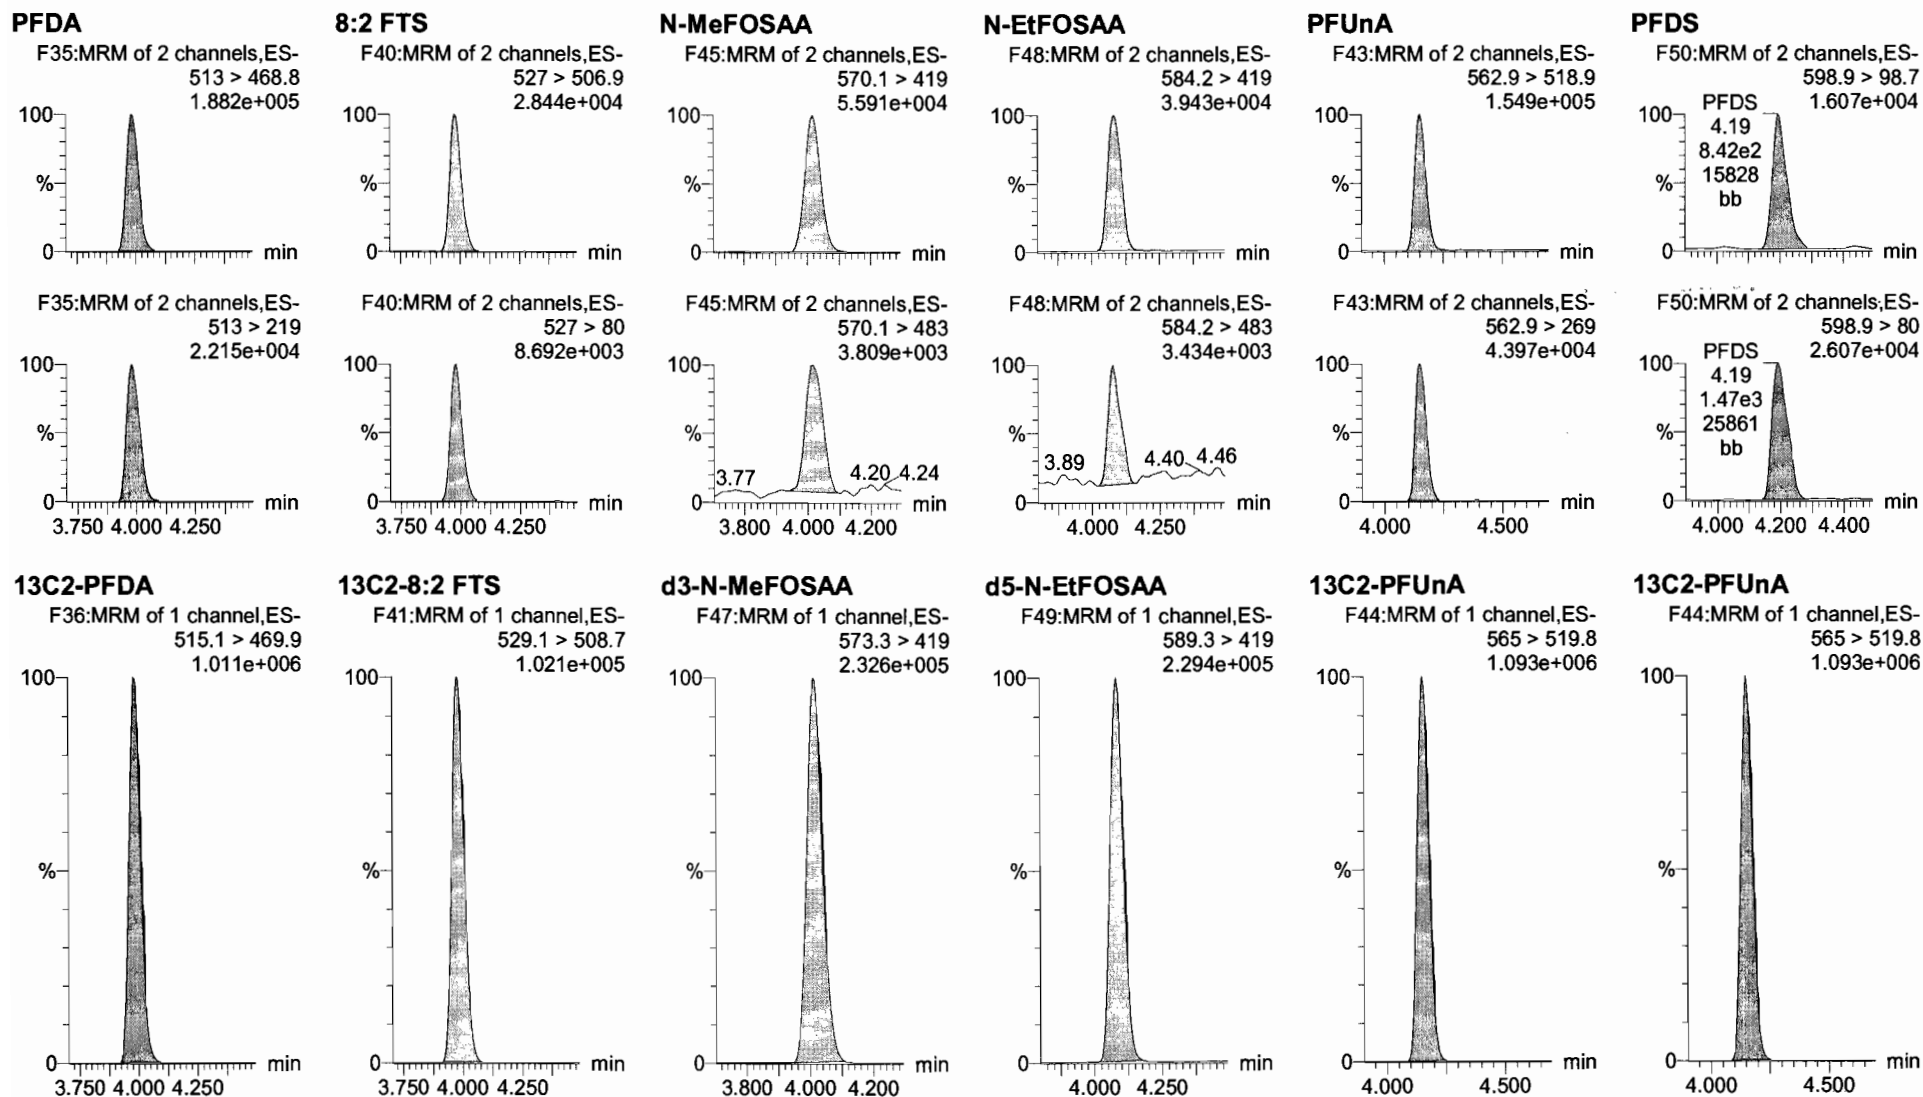 PFDA
F35:MRM of 2 channels,ES-
513 > 468.8
1.882e+005
100
%
0
min
8:2 FTS
F40:MRM of 2 channels,ES-
527 > 506.9
2.844e+004
100
%
0
min
N-MeFOSAA
F45:MRM of 2 channels,ES-
570.1 > 419
5.591e+004
100
%
0
min
N-EtFOSAA
F48:MRM of 2 channels,ES-
584.2 > 419
3.943e+004
100
%
0
min
PFUnA
F43:MRM of 2 channels,ES-
562.9 > 518.9
1.549e+005
100
%
0
min
PFDS
F50:MRM of 2 channels,ES-
598.9 > 98.7
1.607e+004
PFDS
4.19
8.42e2
15828
bb
100
%
0
min
F35:MRM of 2 channels,ES-
513 > 219
2.215e+004
100
%
0
min
3.750 4.000 4.250
F40:MRM of 2 channels,ES-
527 > 80
8.692e+003
100
%
0
min
3.750 4.000 4.250
F45:MRM of 2 channels,ES-
570.1 > 483
3.809e+003
100
%
3.77
4.20 4.24
0
min
3.800 4.000 4.200
F48:MRM of 2 channels,ES-
584.2 > 483
3.434e+003
100
%
3.89
4.40 4.46
0
min
4.000 4.250
F43:MRM of 2 channels,ES-
562.9 > 269
4.397e+004
100
%
0
min
4.000 4.500
F50:MRM of 2 channels,ES-
598.9 > 80
2.607e+004
PFDS
4.19
1.47e3
25861
bb
100
%
0
min
4.000 4.200 4.400
13C2-PFDA
F36:MRM of 1 channel,ES-
515.1 > 469.9
1.011e+006
100
%
0
min
3.750 4.000 4.250
13C2-8:2 FTS
F41:MRM of 1 channel,ES-
529.1 > 508.7
1.021e+005
100
%
0
min
3.750 4.000 4.250
d3-N-MeFOSAA
F47:MRM of 1 channel,ES-
573.3 > 419
2.326e+005
100
%
0
min
3.800 4.000 4.200
d5-N-EtFOSAA
F49:MRM of 1 channel,ES-
589.3 > 419
2.294e+005
100
%
0
min
4.000 4.250
13C2-PFUnA
F44:MRM of 1 channel,ES-
565 > 519.8
1.093e+006
100
%
0
min
4.000 4.500
13C2-PFUnA
F44:MRM of 1 channel,ES-
565 > 519.8
1.093e+006
100
%
0
min
4.000 4.500